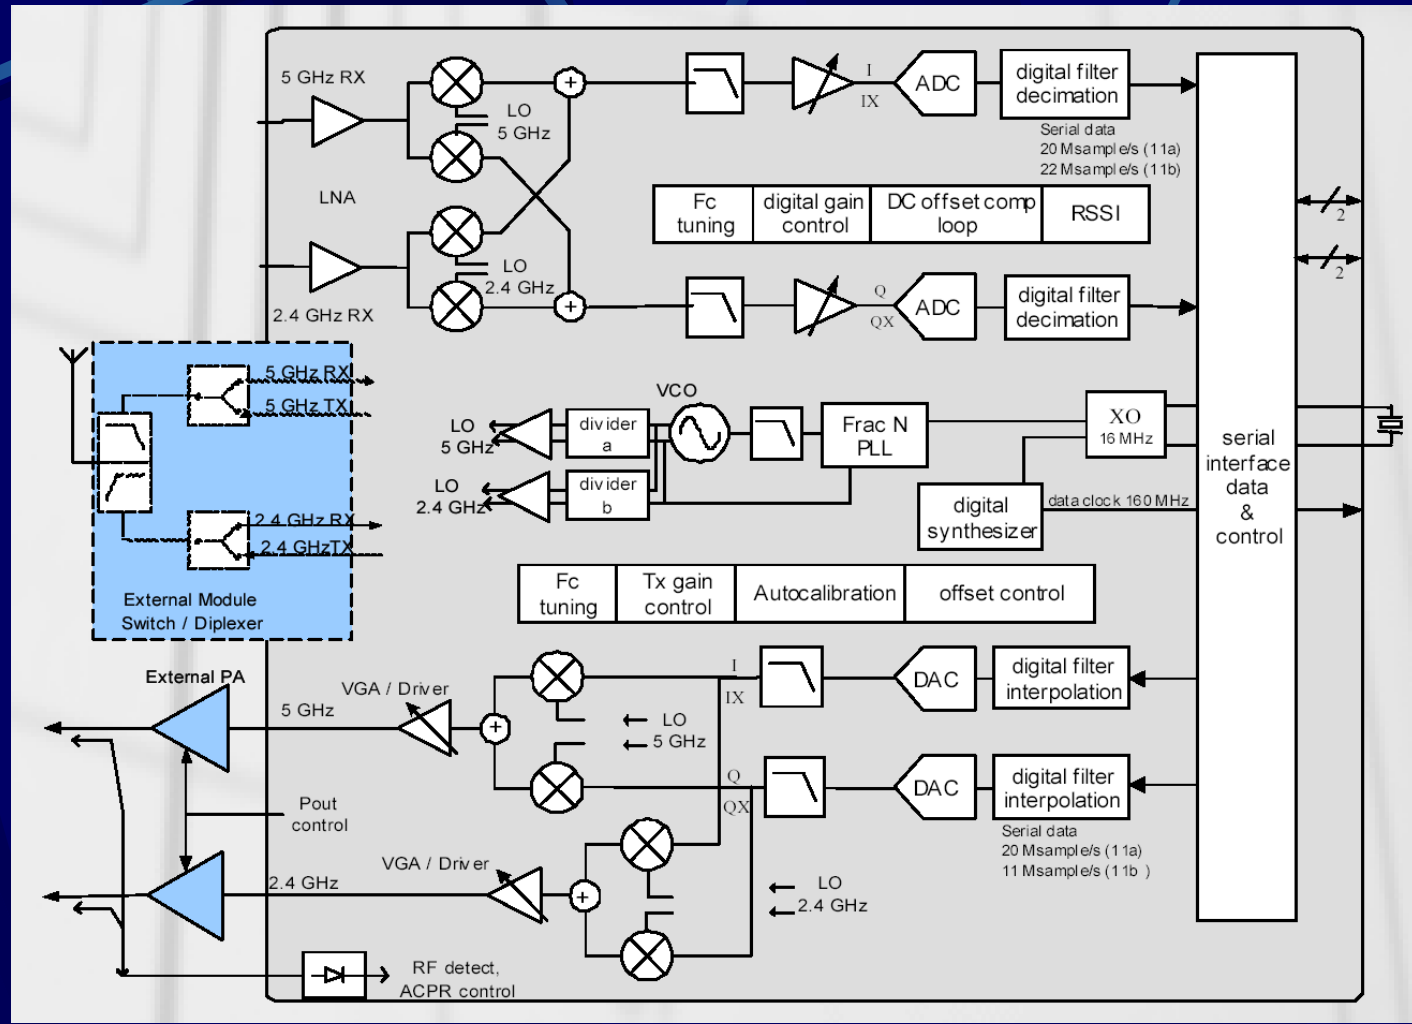 5 GHz RX
LO
5 GHz
LNA
LO
2.4 GHz
2.4 GHz RX
+
+
I
IX
ADC
digital filter
decimation
Serial data
20 Msample/s (11a)
22 Msample/s (11b)
Fc
tuning
digital gain
control
DC offset comp
loop
RSSI
Q
QX
ADC
digital filter
decimation
2
2
5 GHz RX
5 GHz TX
2.4 GHz RX
2.4 GHzTX
External Module
Switch / Diplexer
VCO
LO
5 GHz
divider
a
LO
2.4 GHz
divider
b
Frac N
PLL
XO
16 MHz
digital
synthesizer
data clock 160 MHz
serial
interface
data
&
control
Fc
tuning
Tx gain
control
Autocalibration
offset control
External PA
5 GHz
VGA / Driver
+
LO
5 GHz
I
IX
DAC
digital filter
interpolation
Q
QX
DAC
digital filter
interpolation
Serial data
20 Msample/s (11a)
11 Msample/s (11b )
Pout
control
2.4 GHz
VGA / Driver
+
LO
2.4 GHz
RF detect,
ACPR control